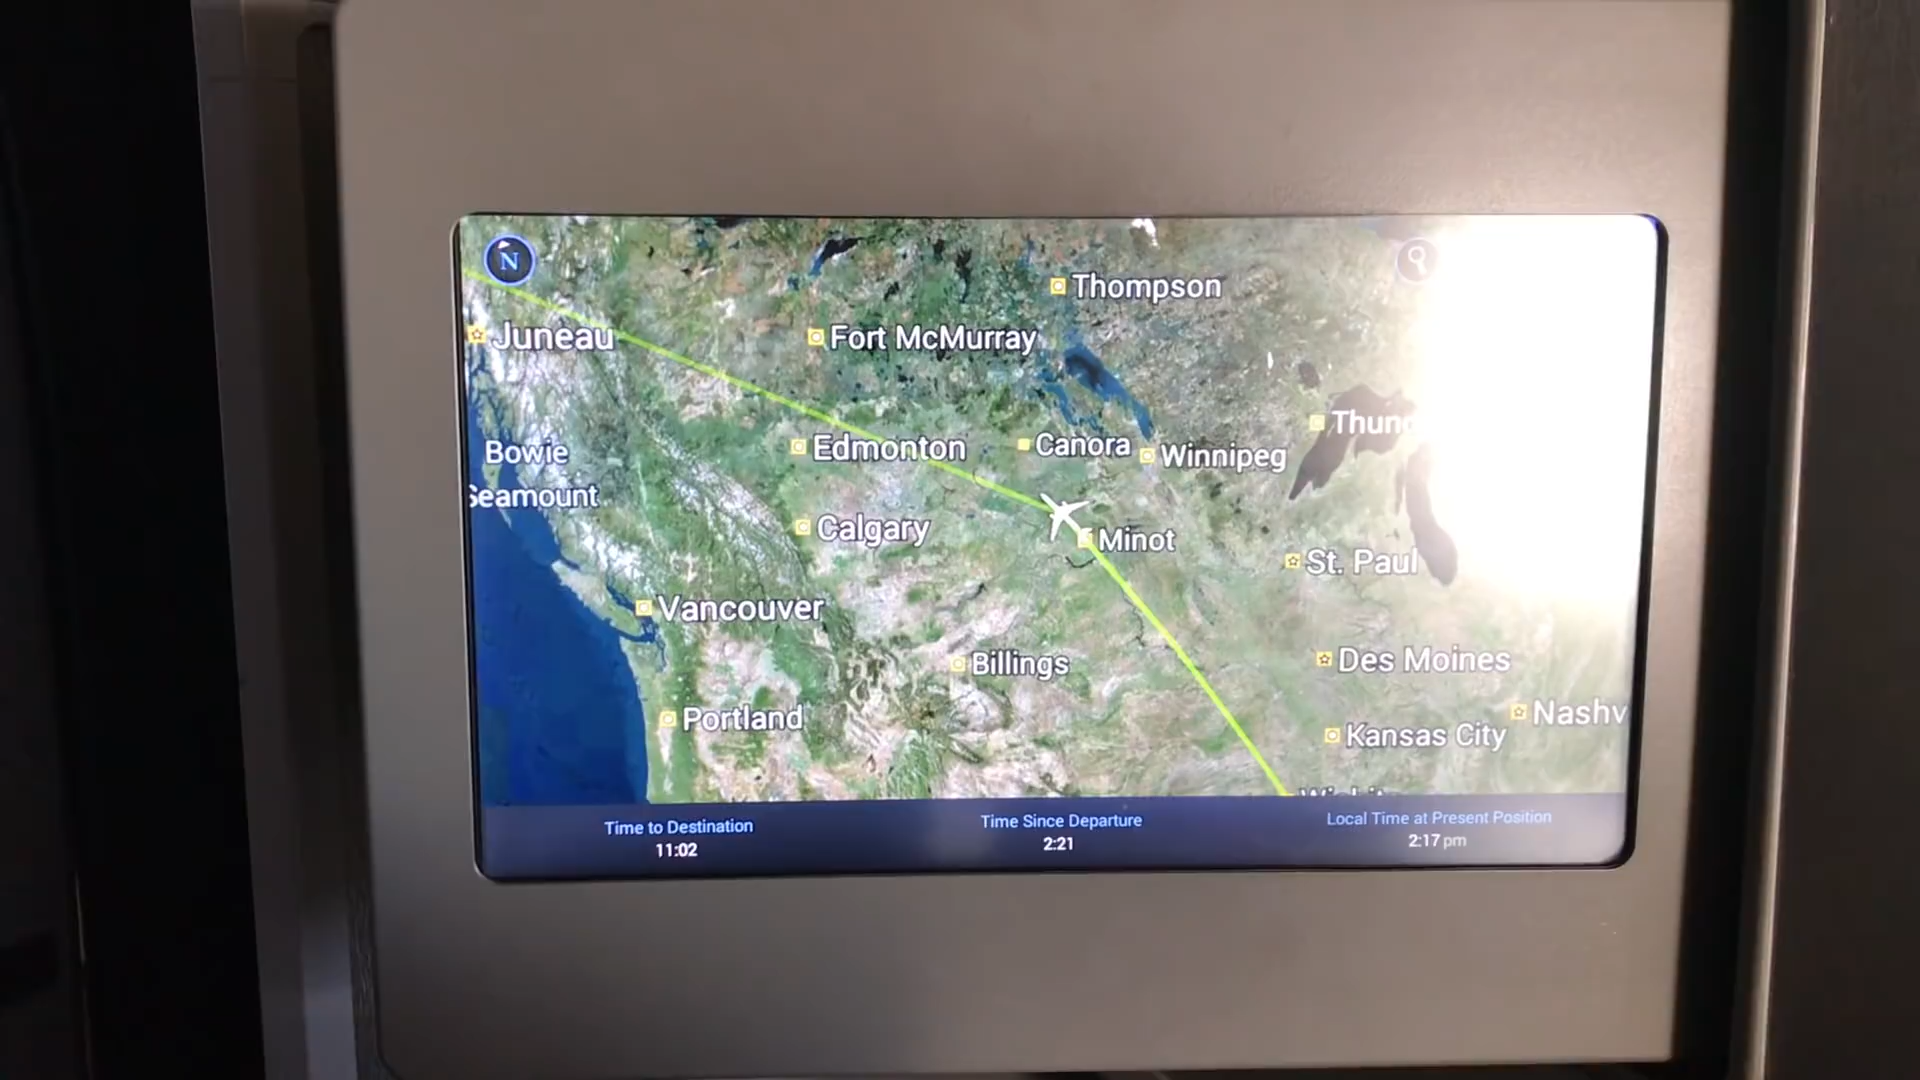 N
Thompson
Juneau
Fort McMurray
Thund
Bowie
Seamount
Edmonton
Canora
Winnipeg
Calgary
Minot
St. Paul
Vancouver
Billings
Des Moines
Portland
Nashv
Kansas City
Time to Destination
11:02
Time Since Departure
2:21
Local Time at Present Position
2:17 pm